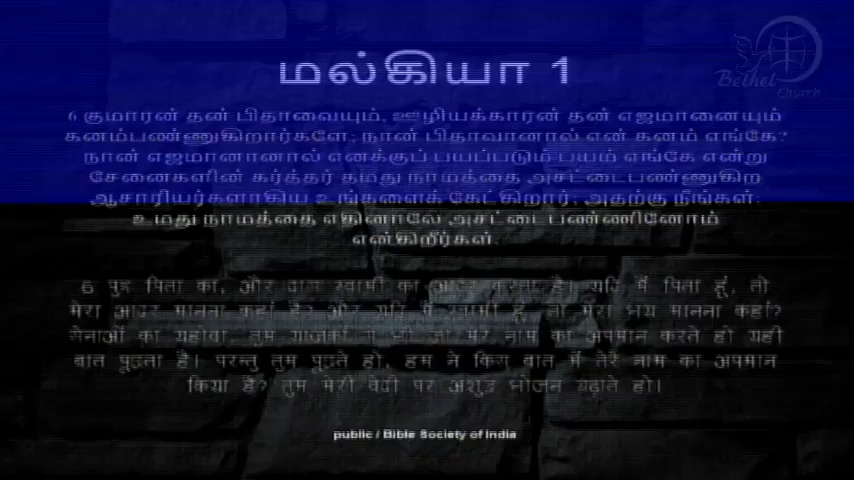 மல்கியா 1
Bethel
Church
6 குமாரன் தன் பிதாவையும், ஊழியக்காரன் தன் எஜமானையும்
கனம்பண்ணுகிறார்களே; நான் பிதாவானால் என் கனம் எங்கே?
நான் எஜமானானால் எனக்குப் பயப்படும் பயம் எங்கே என்று
சேனைகளின் கர்த்தர் தமது நாமத்தை அசட்டைபண்ணுகிற
ஆசாரியர்களாகிய உங்களைக் கேட்கிறார்; அதற்கு நீங்கள்:
உமது நாமத்தை எதினாலே அசட்டை பண்ணினோம்
என்கிறீர்கள்
6 पुत्र पिता का, और दास स्वामी का आदर करता है। यदि मैं पिता हूं, तो
मेरा आदर मानना कहां है? और यदि मैं स्वामी हूं, तो मेरा भय मानना कहां?
सेनाओं का यहोवा, तुम याजकों से भी जो मेरे नाम का अपमान करते हो यही
बात पूछता है। परन्तु तुम पूछते हो, हम ने किस बात में तेरे नाम का अपमान
किया है? तुम मेरी वेदी पर अशुद्ध भोजन चढ़ाते हो।
public / Bible Society of India